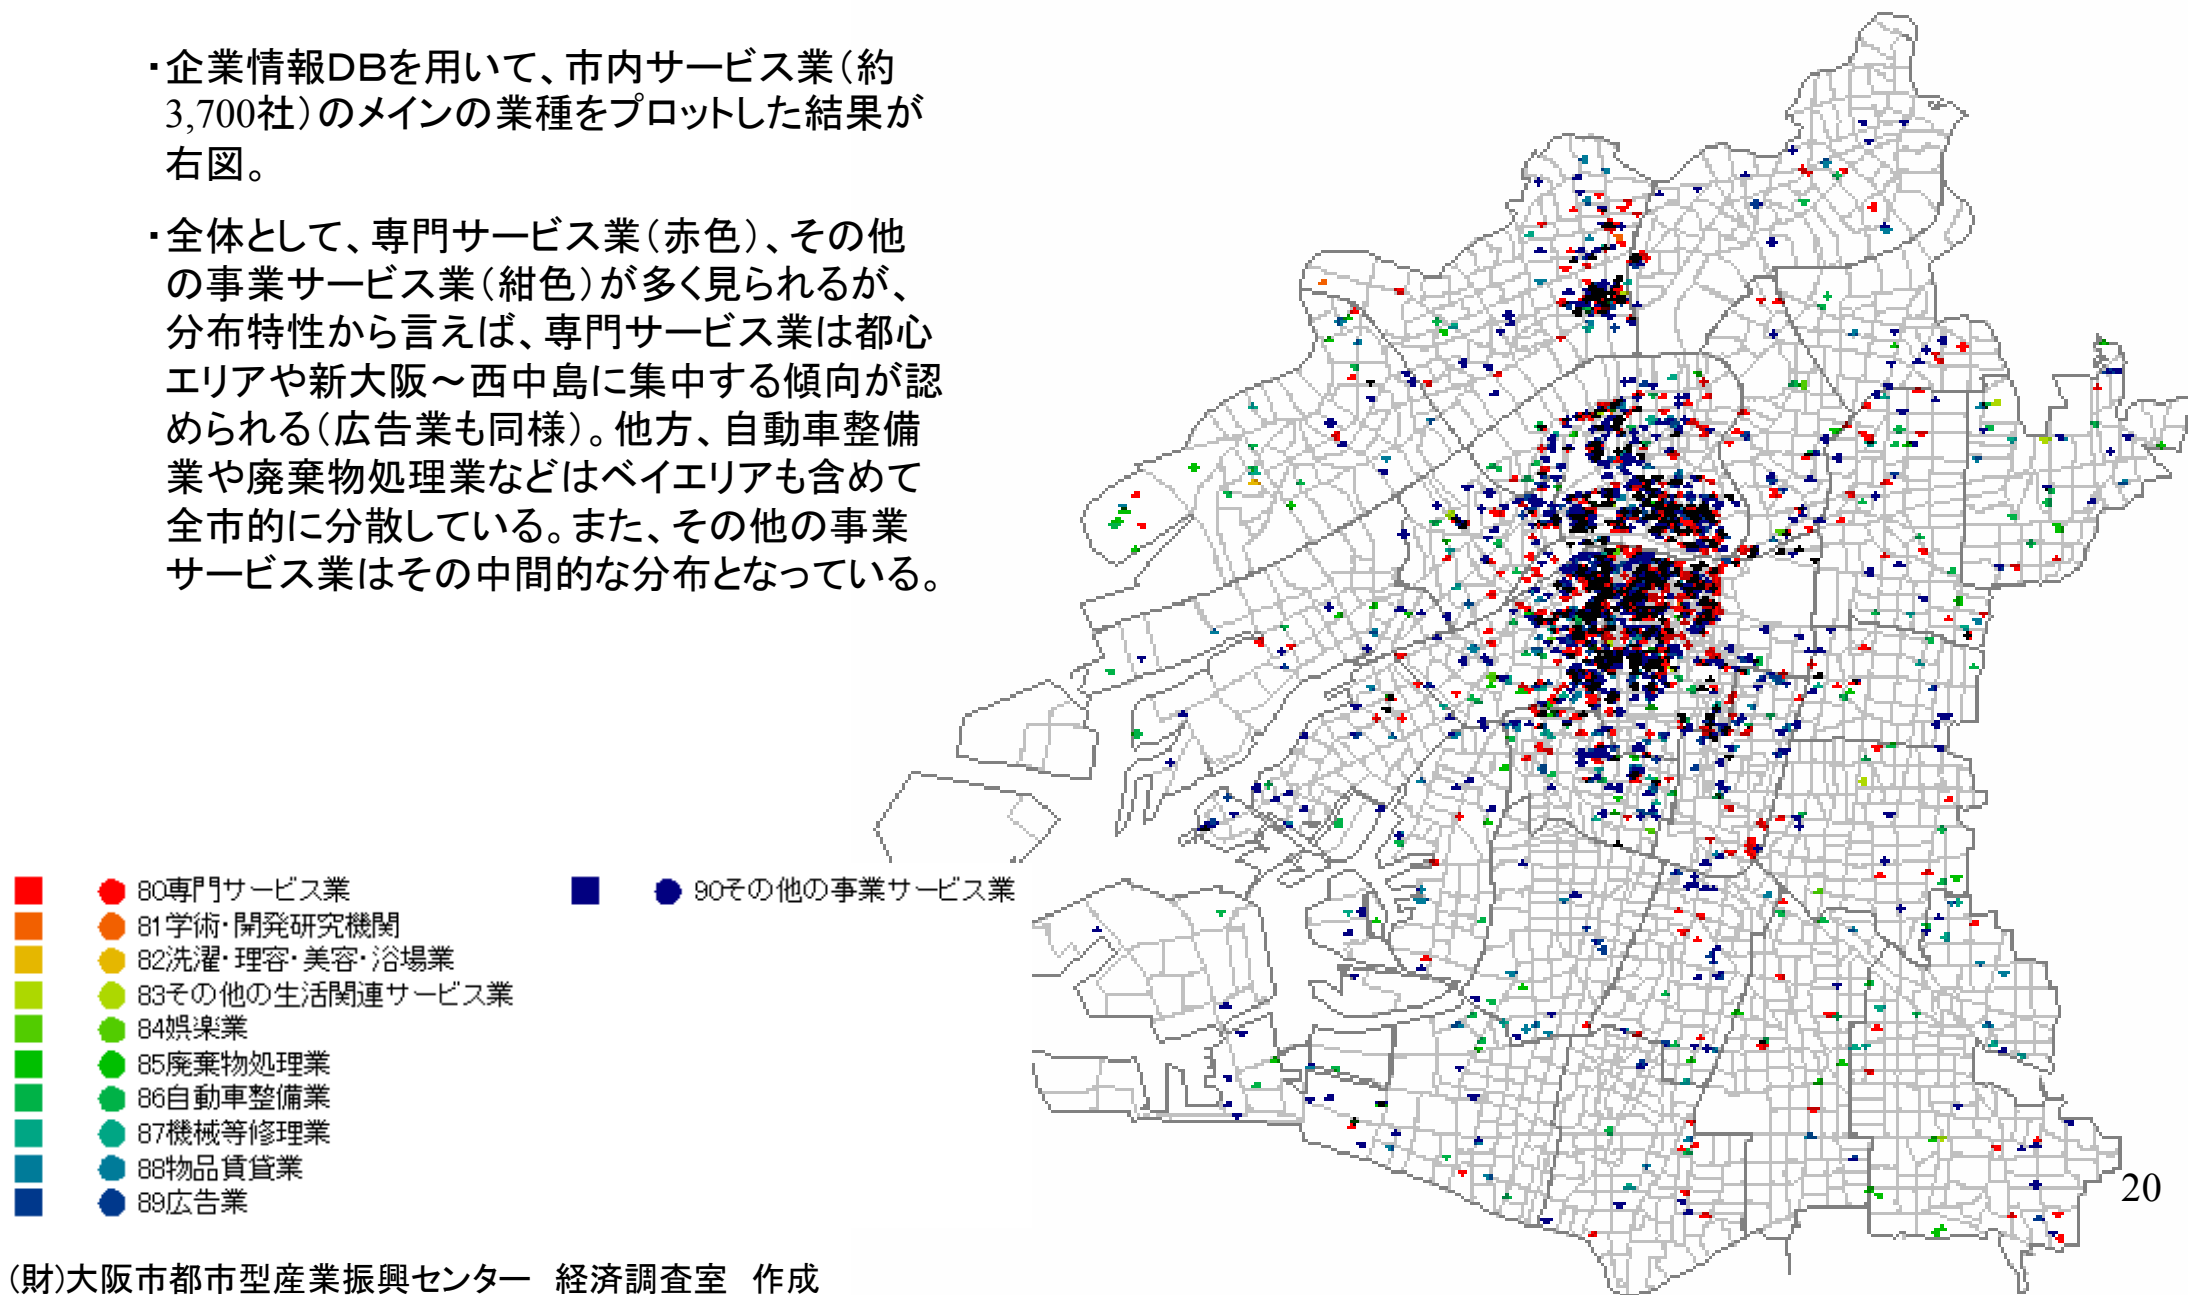 ・企業情報DBを用いて、市内サービス業(約
3,700社)のメインの業種をプロットした結果が
右図。
・全体として、専門サービス業(赤色)、その他
の事業サービス業(紺色)が多く見られるが、
分布特性から言えば、専門サービス業は都心
エリアや新大阪～西中島に集中する傾向が認
められる(広告業も同様)。他方、自動車整備
業や廃棄物処理業などはベイエリアも含めて
全市的に分散している。また、その他の事業
サービス業はその中間的な分布となっている。
80専門サービス業
81学術・開発研究機関
82洗濯・理容・美容・浴場業
83その他の生活関連サービス業
84娯楽業
85廃棄物処理業
86自動車整備業
87機械等修理業
88物品賃貸業
89広告業
90その他の事業サービス業
20
(財)大阪市都市型産業振興センター 経済調査室 作成